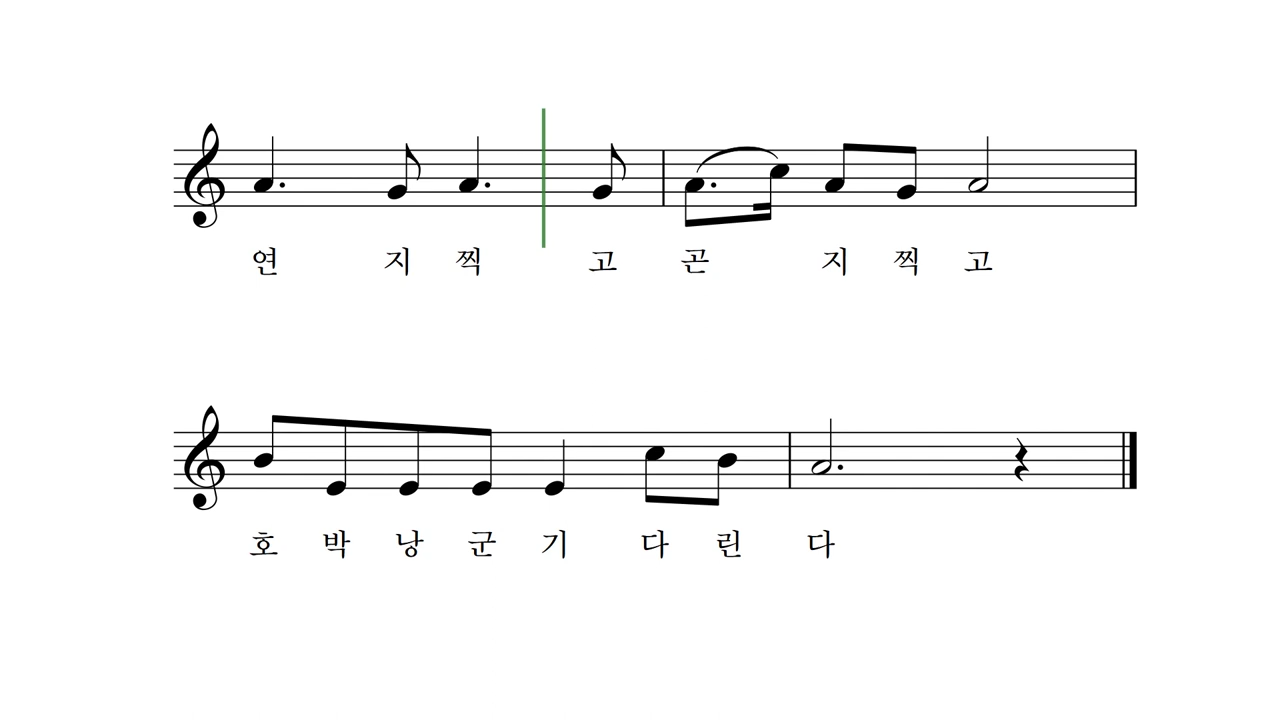 연 지 찍 고 곤 지 찍 고
호 박 낭 군 기 다 린 다